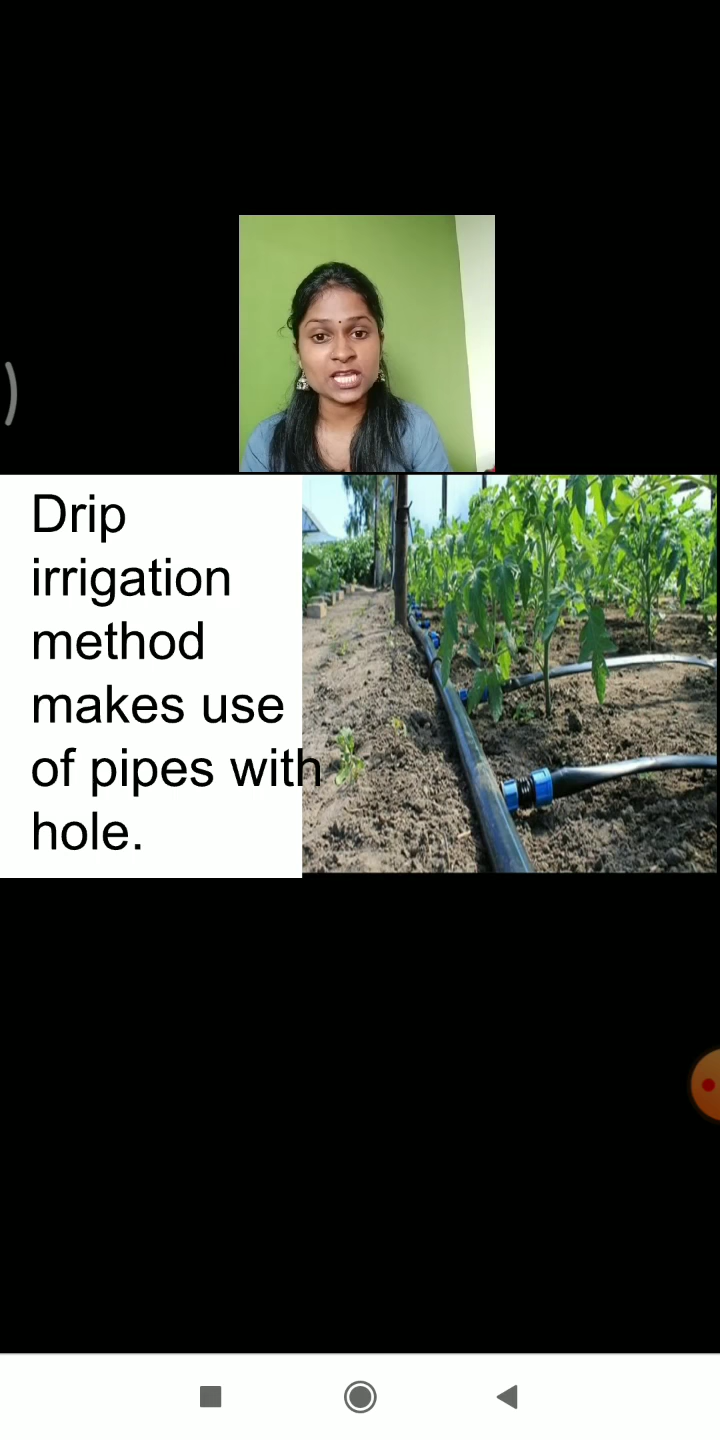 Drip
irrigation
method
makes use
of pipes with
hole.